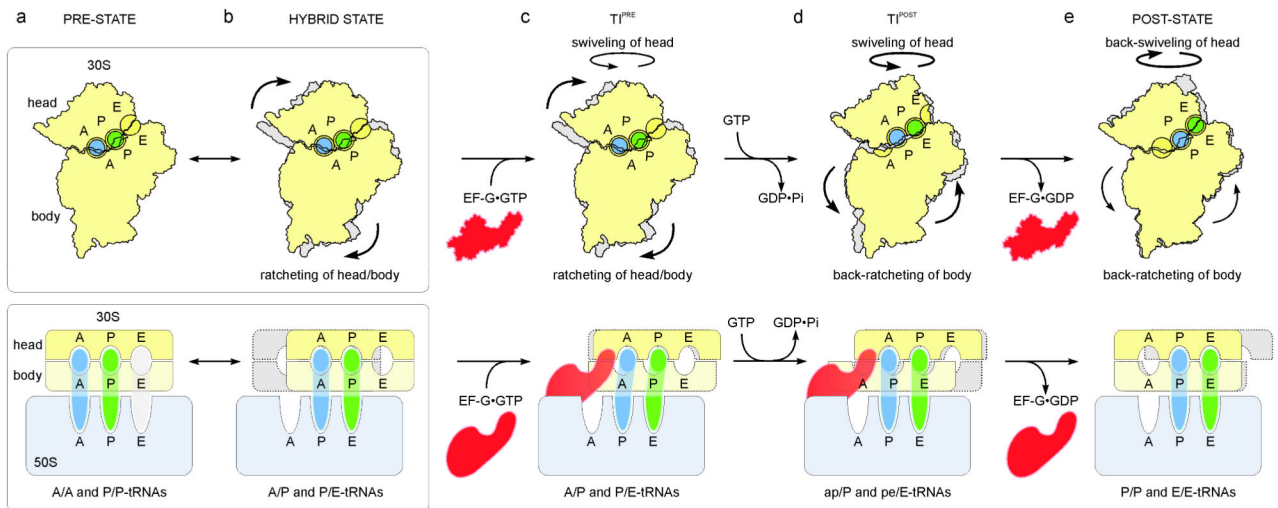 a PRE-STATE b HYBRID STATE c TI^PRE d TI^POST e POST-STATE
swiveling of head swiveling of head back-swiveling of head
30S
head
E
P
A
E
P
A
body
P
A
P
A
ratcheting of head/body
EF-G•GTP
P
A
P
A
ratcheting of head/body
GTP
GDP•Pi
E
P
A
E
P
A
back-ratcheting of body
EF-G•GDP
E
P
E
P
back-ratcheting of body
30S
head
body
A P E
A P E
50S
A P E
A/A and P/P-tRNAs
A P E
A P E
A P E
A/P and P/E-tRNAs
EF-G•GTP
A P E
A P E
A P E
A/P and P/E-tRNAs
GTP GDP•Pi
A P E
A P E
A P E
ap/P and pe/E-tRNAs
EF-G•GDP
A P E
A P E
A P E
P/P and E/E-tRNAs